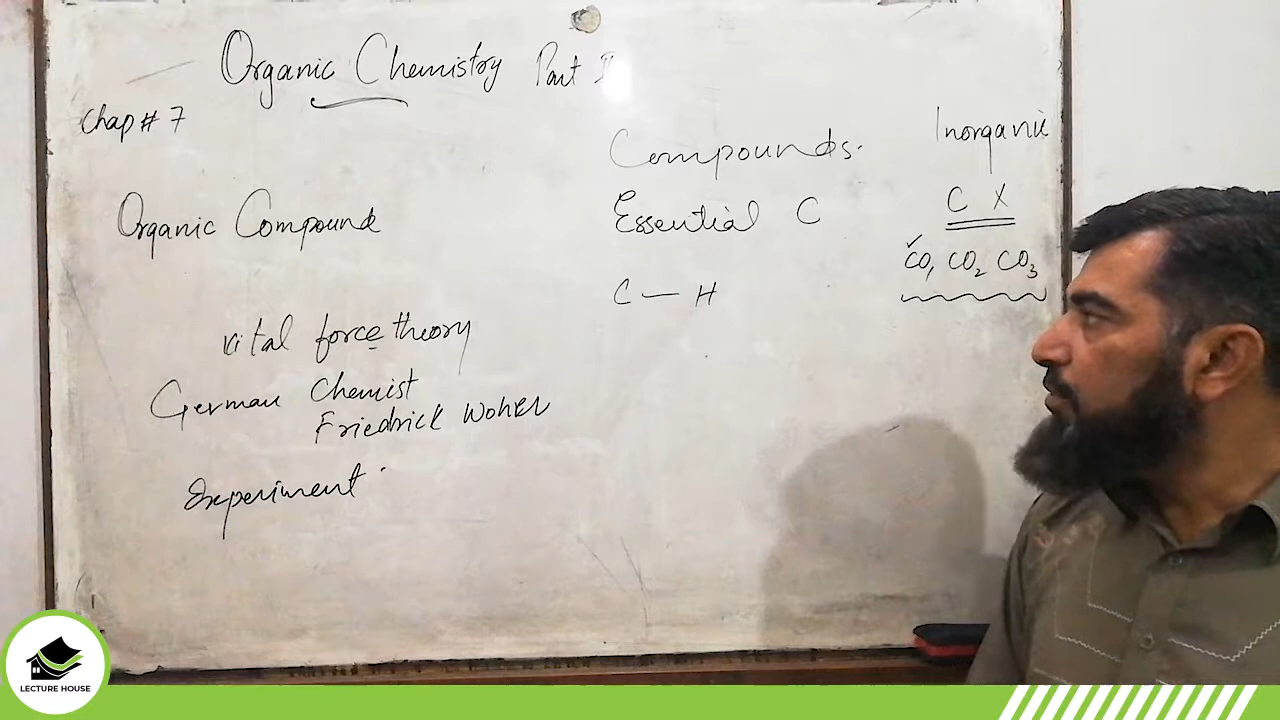 Organic Chemistry Part II
Chap # 7
Organic Compound
vital force theory
German Chemist
Friedrick Wohler
Experiment
Compounds.
Essential C
C — H
Inorganic
C X
CO, CO2 CO3
LECTURE HOUSE